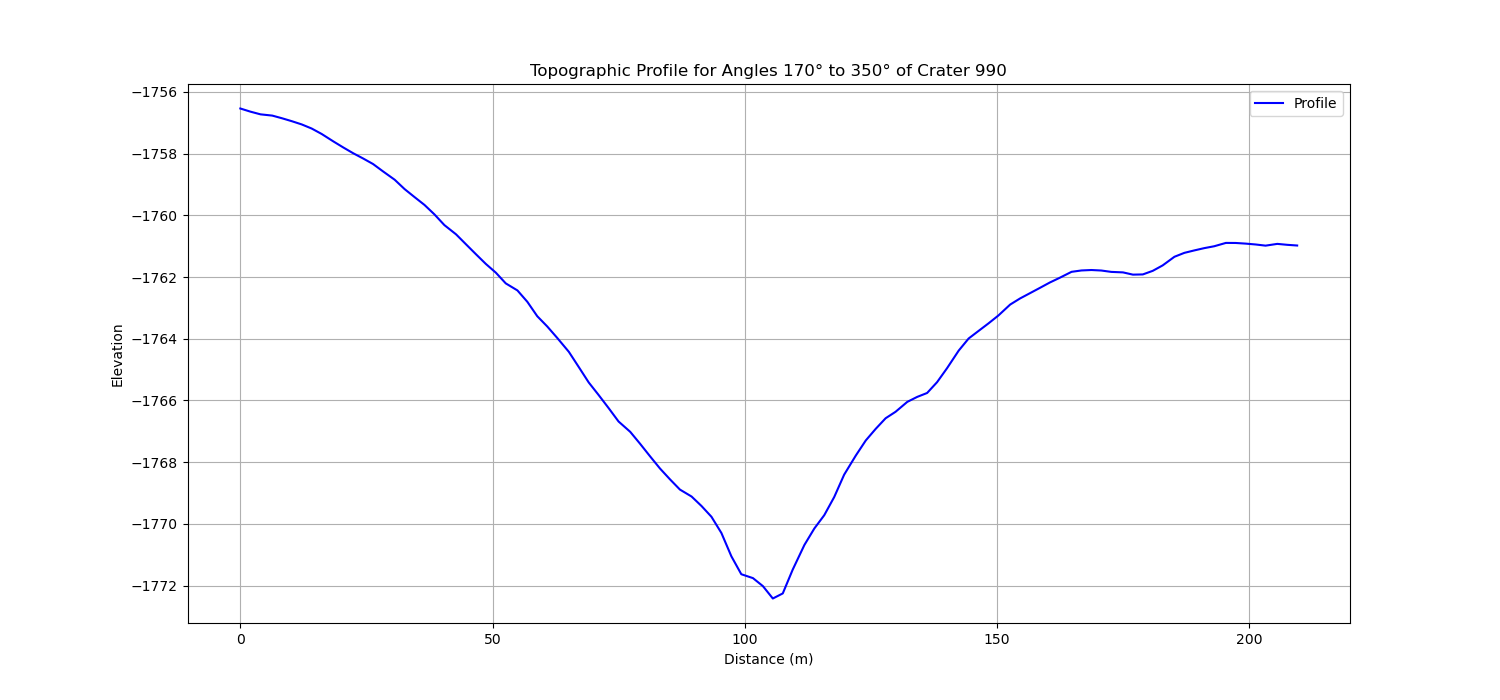 Topographic Profile for Angles 170° to 350° of Crater 990
Profile
−1756
−1758
−1760
−1762
−1764
−1766
−1768
−1770
−1772
Elevation
0 50 100 150 200
Distance (m)